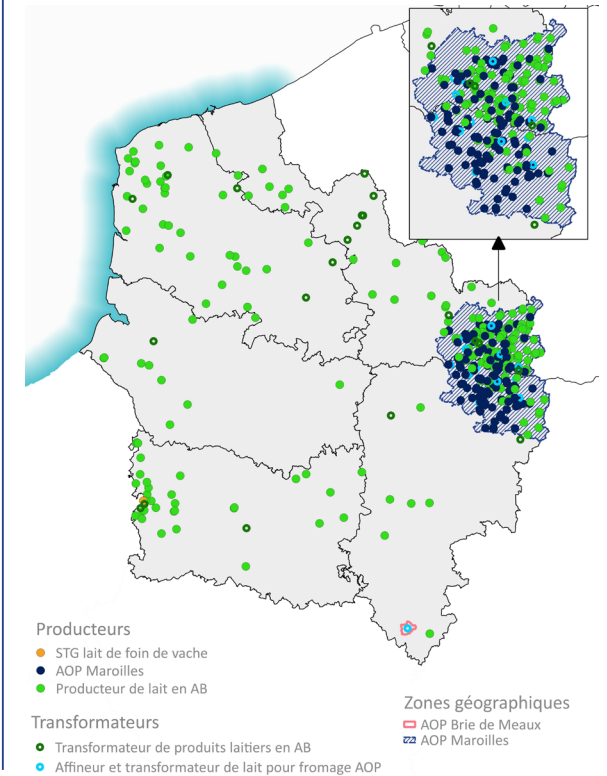 Producteurs
STG lait de foin de vache
AOP Maroilles
Producteur de lait en AB
Transformateurs
Transformateur de produits laitiers en AB
Affineur et transformateur de lait pour fromage AOP
Zones géographiques
AOP Brie de Meaux
AOP Maroilles